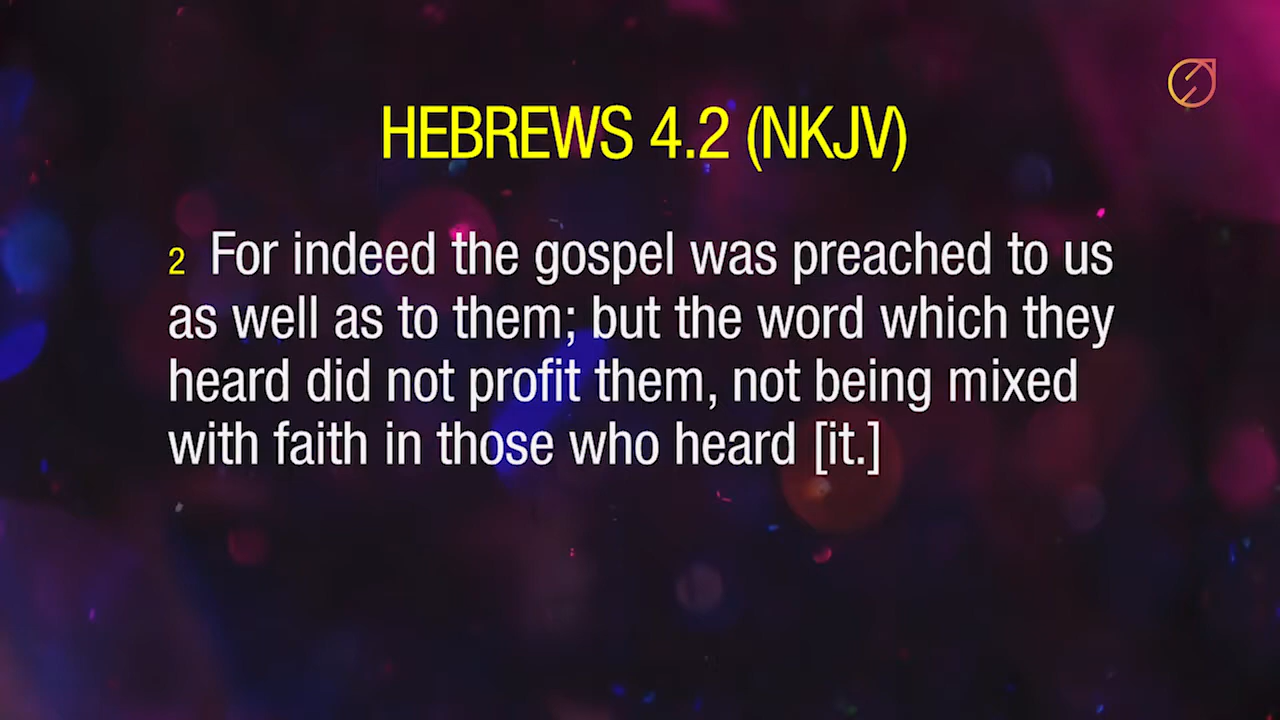 HEBREWS 4.2 (NKJV)
2 For indeed the gospel was preached to us
as well as to them; but the word which they
heard did not profit them, not being mixed
with faith in those who heard [it.]